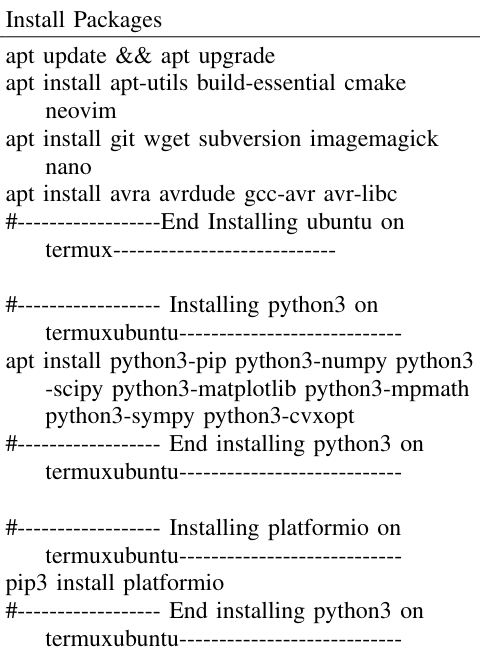 Install Packages
apt update && apt upgrade
apt install apt-utils build-essential cmake
neovim
apt install git wget subversion imagemagick
nano
apt install avra avrdude gcc-avr avr-libc
#------------------End Installing ubuntu on
termux----------------------------
#------------------ Installing python3 on
termuxubuntu----------------------------
apt install python3-pip python3-numpy python3
-scipy python3-matplotlib python3-mpmath
python3-sympy python3-cvxopt
#------------------ End installing python3 on
termuxubuntu----------------------------
#------------------ Installing platformio on
termuxubuntu----------------------------
pip3 install platformio
#------------------ End installing python3 on
termuxubuntu----------------------------